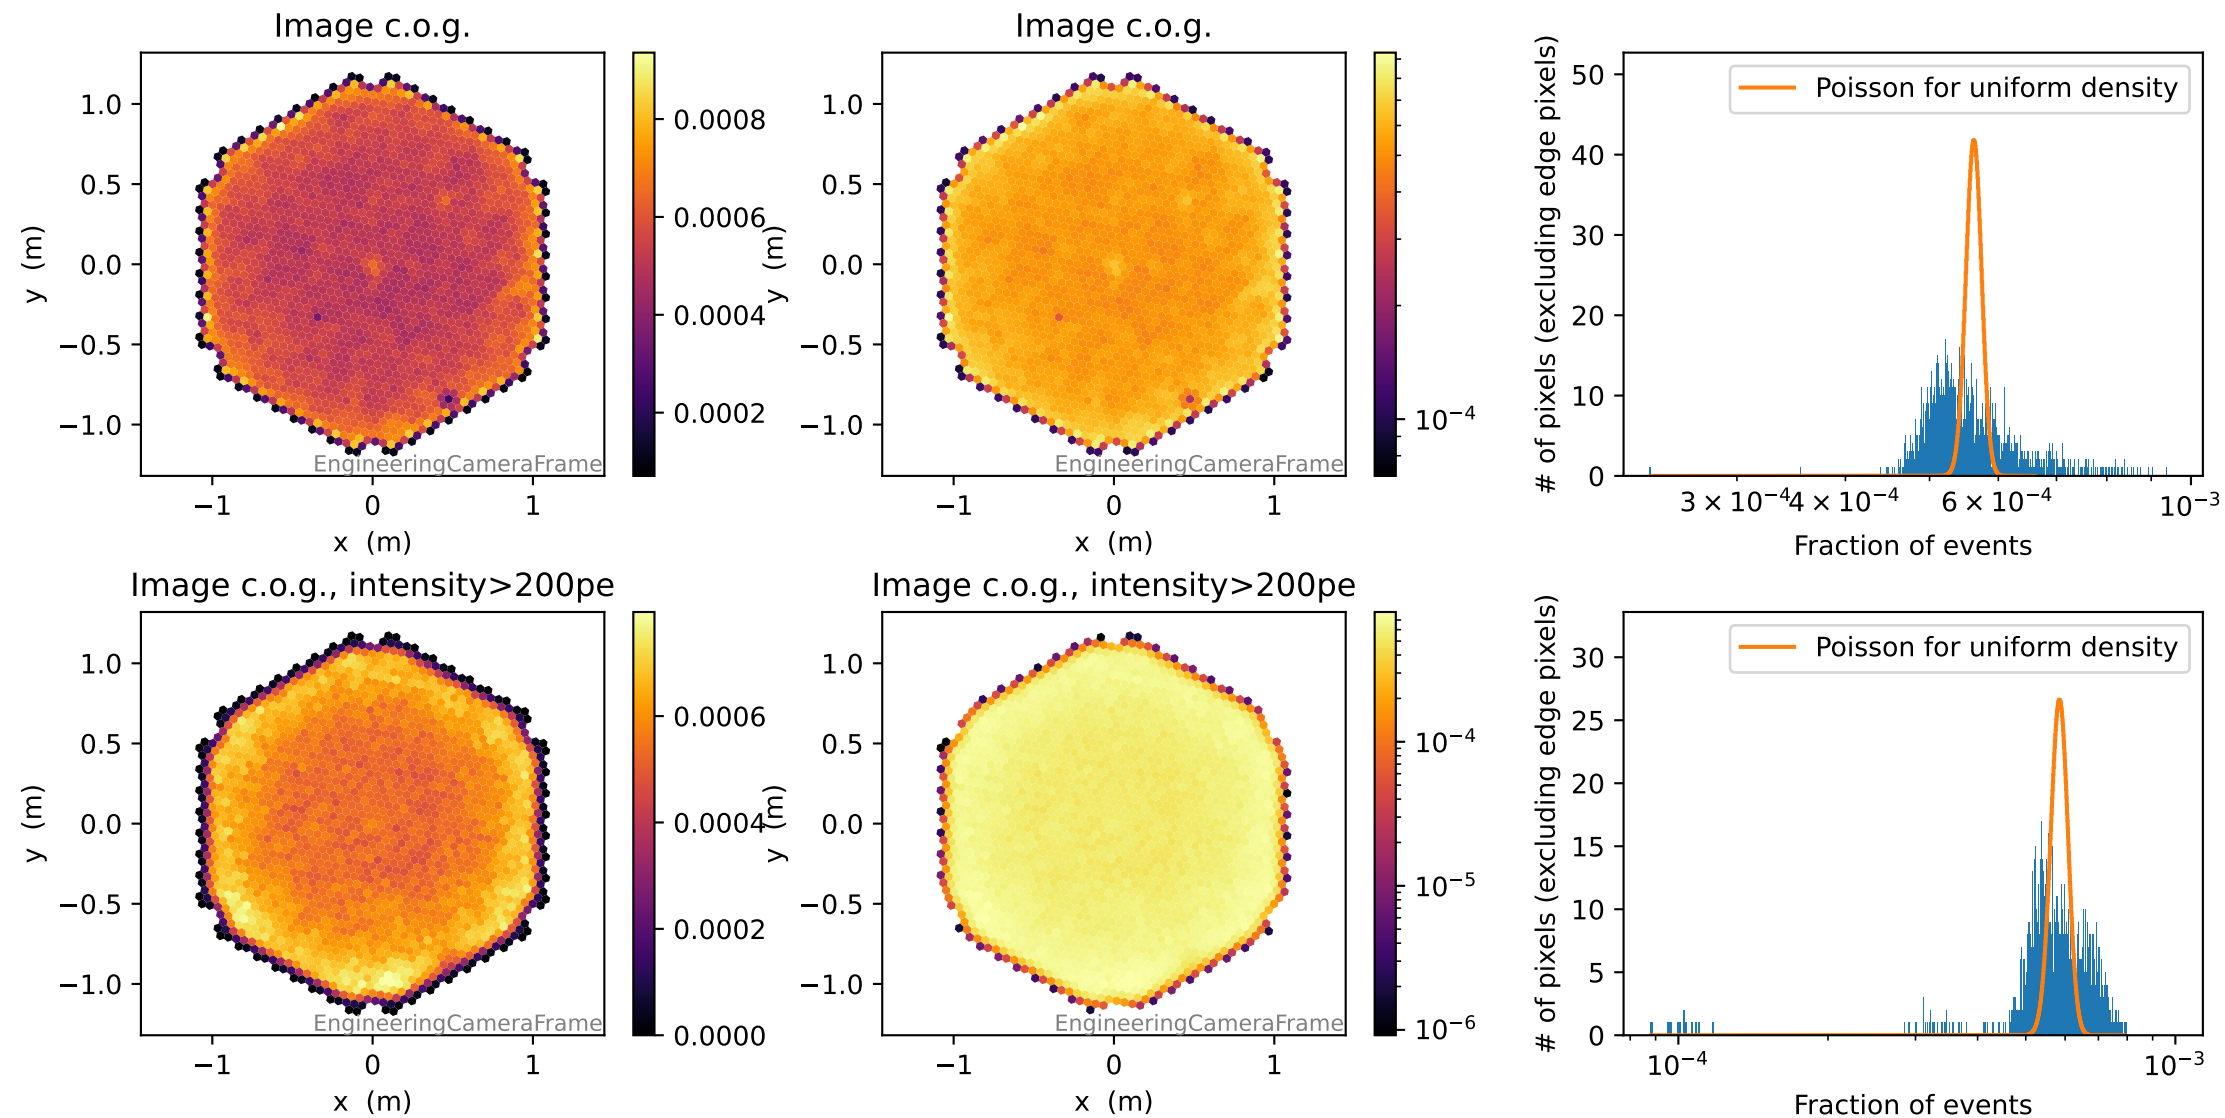 Image c.o.g.
1.0
0.5
0.0
−0.5
−1.0
y (m)
−1 0 1
x (m)
EngineeringCameraFrame
0.0008
0.0006
0.0004
0.0002
Image c.o.g.
1.0
0.5
0.0
−0.5
−1.0
y (m)
−1 0 1
x (m)
EngineeringCameraFrame
10⁻⁴
# of pixels (excluding edge pixels)
50
40
30
20
10
0
Poisson for uniform density
3 × 10⁻⁴ 4 × 10⁻⁴ 6 × 10⁻⁴ 10⁻³
Fraction of events
Image c.o.g., intensity>200pe
1.0
0.5
0.0
−0.5
−1.0
y (m)
−1 0 1
x (m)
EngineeringCameraFrame
0.0006
0.0004
0.0002
0.0000
Image c.o.g., intensity>200pe
1.0
0.5
0.0
−0.5
−1.0
y (m)
−1 0 1
x (m)
EngineeringCameraFrame
10⁻⁴
10⁻⁵
10⁻⁶
# of pixels (excluding edge pixels)
30
25
20
15
10
5
0
Poisson for uniform density
10⁻⁴ 10⁻³
Fraction of events